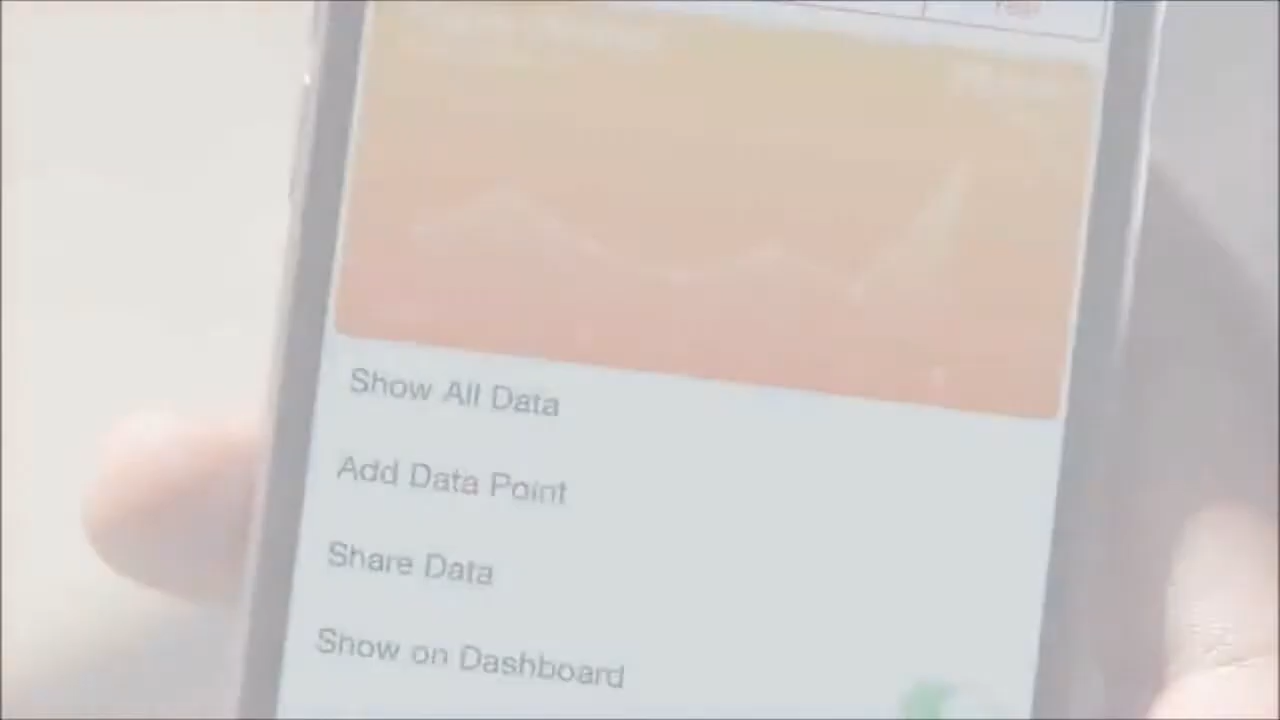 Show All Data
Add Data Point
Share Data
Show on Dashboard